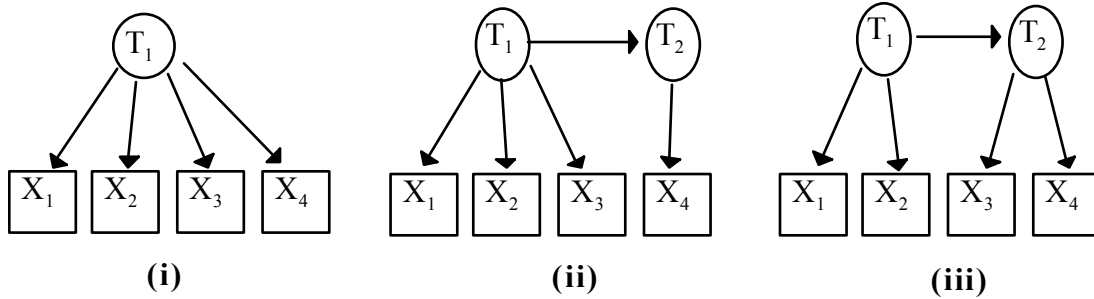 T₁ T₁ T₂ T₁ T₂
X₁ X₂ X₃ X₄ X₁ X₂ X₃ X₄ X₁ X₂ X₃ X₄
(i) (ii) (iii)